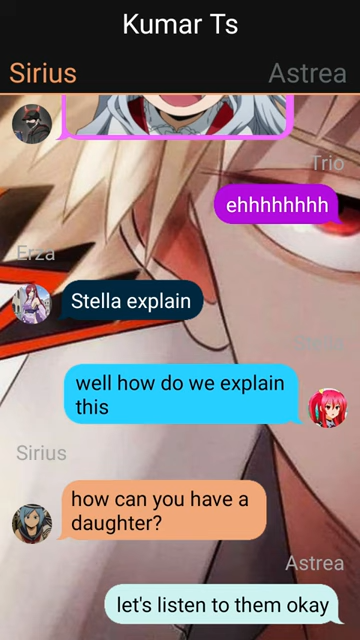 Kumar Ts
Sirius
Astrea
Trio
ehhhhhhhh
Erza
Stella explain
well how do we explain
this
Sirius
how can you have a
daughter?
Astrea
let's listen to them okay